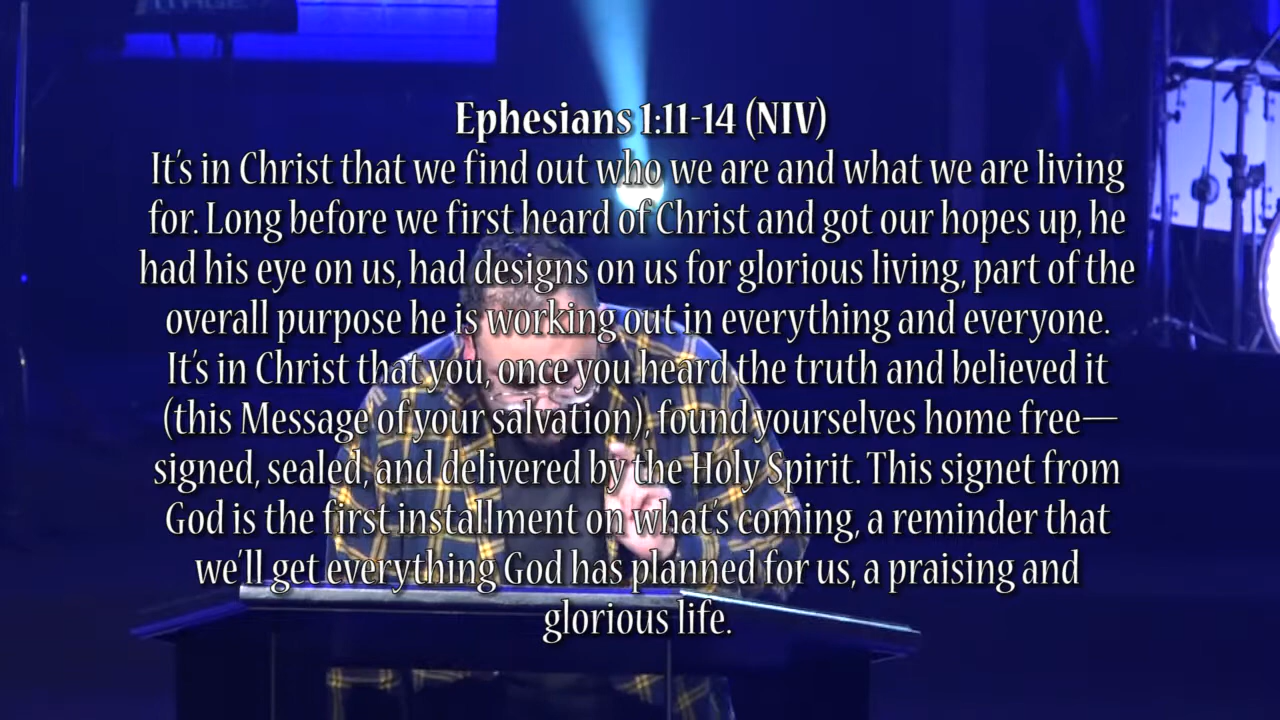 Ephesians 1:11-14 (NIV)
It's in Christ that we find out who we are and what we are living
for. Long before we first heard of Christ and got our hopes up, he
had his eye on us, had designs on us for glorious living, part of the
overall purpose he is working out in everything and everyone.
It's in Christ that you, once you heard the truth and believed it
(this Message of your salvation), found yourselves home free—
signed, sealed, and delivered by the Holy Spirit. This signet from
God is the first installment on what's coming, a reminder that
we'll get everything God has planned for us, a praising and
glorious life.